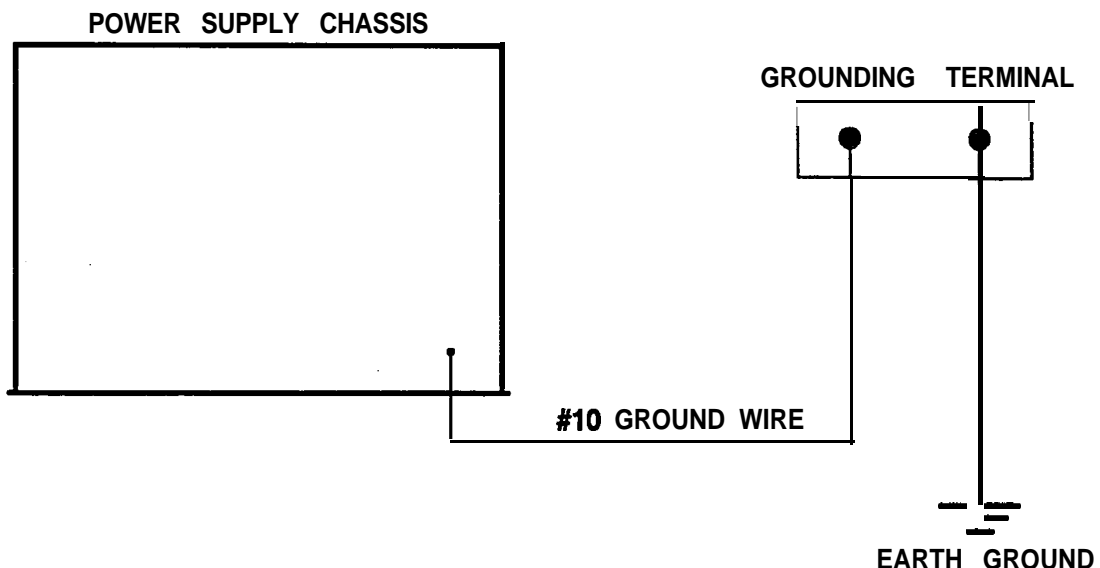 POWER SUPPLY CHASSIS
GROUNDING TERMINAL
#10 GROUND WIRE
EARTH GROUND